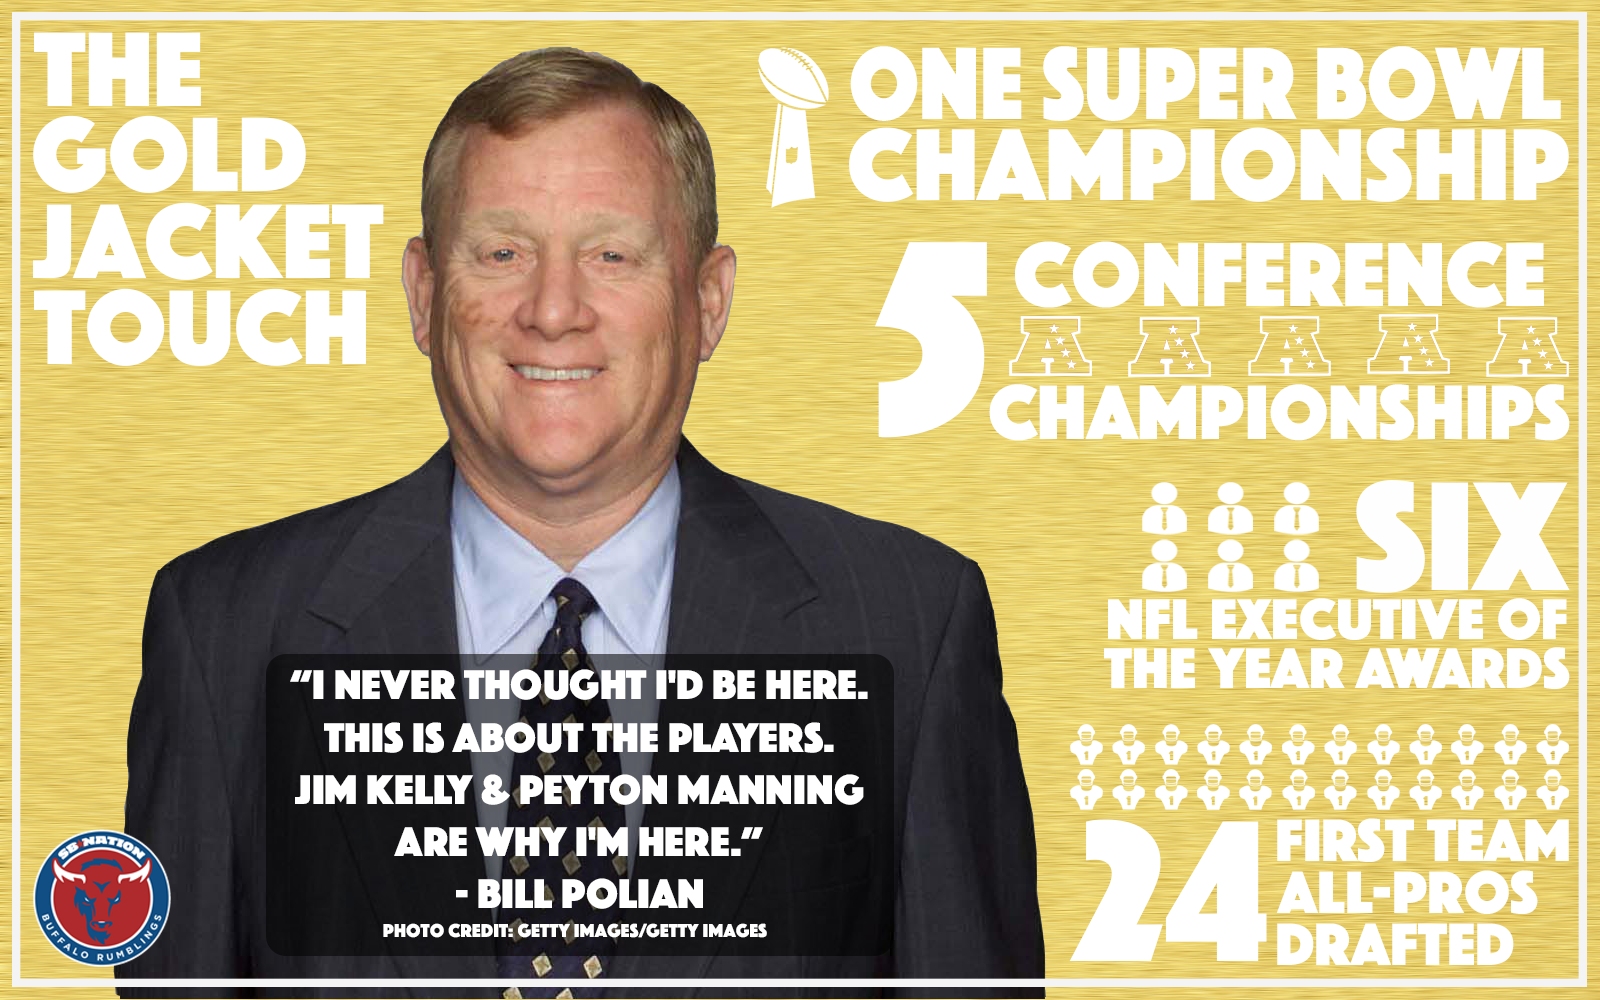 THE
GOLD
JACKET
TOUCH
ONE SUPER BOWL
CHAMPIONSHIP
5 CONFERENCE
CHAMPIONSHIPS
SIX
NFL EXECUTIVE OF
THE YEAR AWARDS
24 FIRST TEAM
ALL-PROS
DRAFTED
“I NEVER THOUGHT I'D BE HERE.
THIS IS ABOUT THE PLAYERS.
JIM KELLY & PEYTON MANNING
ARE WHY I'M HERE.”
- BILL POLIAN
PHOTO CREDIT: GETTY IMAGES/GETTY IMAGES
SB NATION
BUFFALO RUMBLINGS